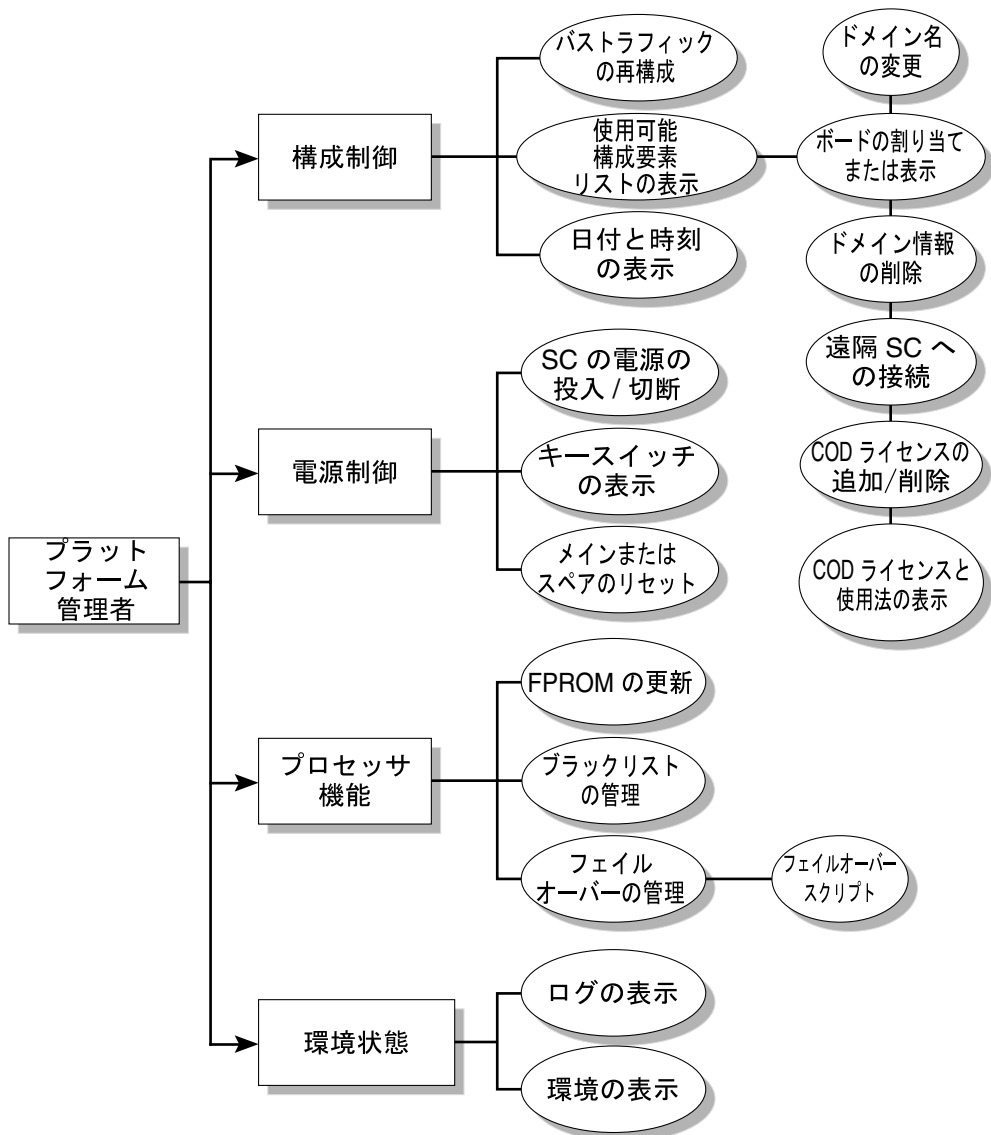 プラット
フォーム
管理者
構成制御
バストラフィック
の再構成
使用可能
構成要素
リストの表示
日付と時刻
の表示
ドメイン名
の変更
ボードの割り当て
または表示
ドメイン情報
の削除
遠隔 SC へ
の接続
COD ライセンスの
追加/削除
COD ライセンスと
使用法の表示
電源制御
SC の電源の
投入 / 切断
キースイッチ
の表示
メインまたは
スペアのリセット
プロセッサ
機能
FPROM の更新
ブラックリスト
の管理
フェイル
オーバーの管理
フェイルオーバー
スクリプト
環境状態
ログの表示
環境の表示